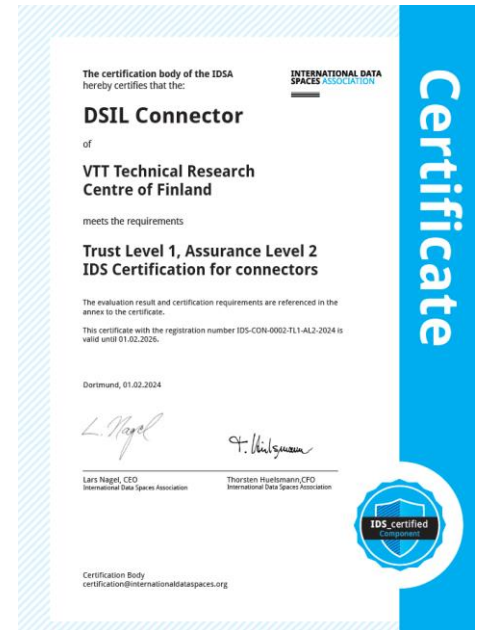 The certification body of the IDSA
hereby certifies that the:
INTERNATIONAL DATA
SPACES ASSOCIATION
DSIL Connector
of
VTT Technical Research
Centre of Finland
meets the requirements
Trust Level 1, Assurance Level 2
IDS Certification for connectors
The evaluation result and certification requirements are referenced in the
annex to the certificate.
This certificate with the registration number IDS-CON-0002-TL1-AL2-2024 is
valid until 01.02.2026.
Dortmund, 01.02.2024
L. Nagel
T. Huelsmann
Lars Nagel, CEO
International Data Spaces Association
Thorsten Huelsmann,CFO
International Data Spaces Association
Certification Body
certification@internationaldataspaces.org
Certificate
IDS_certified
Component